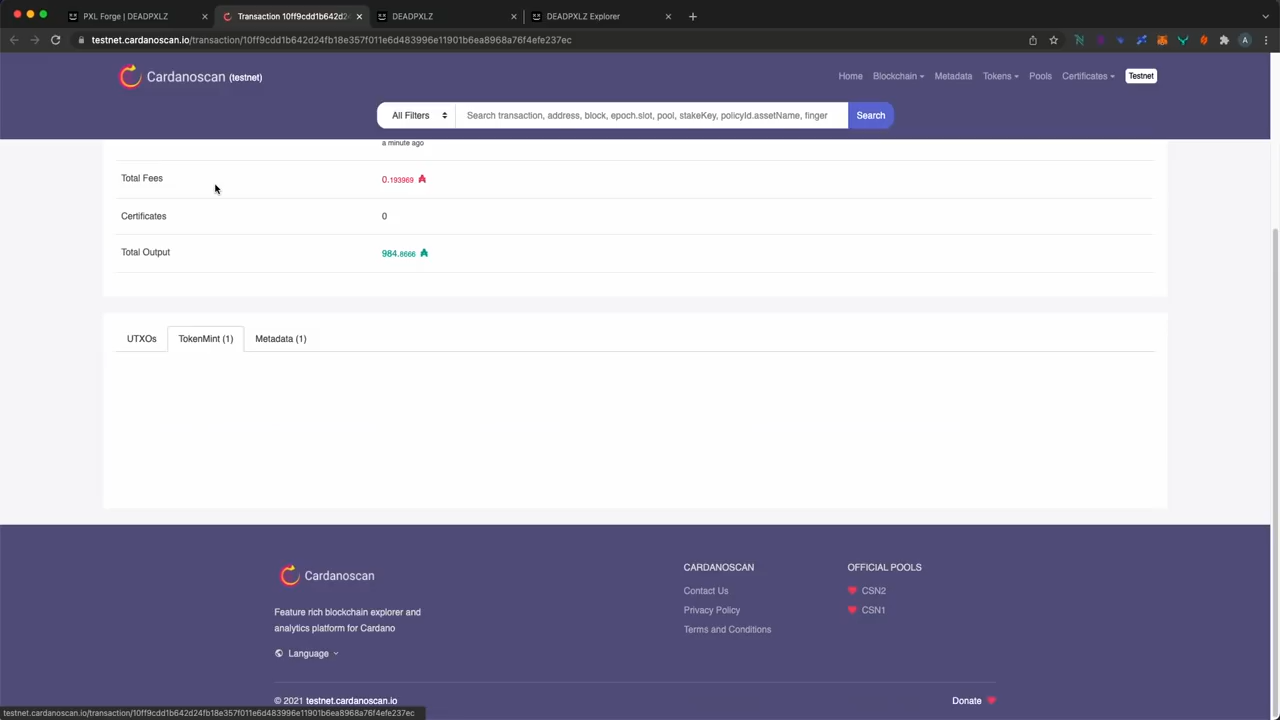 PXL Forge | DEADPXLZ
Transaction 10ff9cdd1b642d2
DEADPXLZ
DEADPXLZ Explorer
testnet.cardanoscan.io/transaction/10ff9cdd1b642d24fb18e357f011e6d483996e11901b6ea8968a76f4efe237ec
A
Cardanoscan (testnet)
Home
Blockchain
Metadata
Tokens
Pools
Certificates
Testnet
All Filters
Search transaction, address, block, epoch.slot, pool, stakeKey, policyId.assetName, finger
Search
a minute ago
Total Fees
0.193969
Certificates
0
Total Output
984.8666
UTXOs
TokenMint (1)
Metadata (1)
Cardanoscan
Feature rich blockchain explorer and
analytics platform for Cardano
Language
CARDANOSCAN
Contact Us
Privacy Policy
Terms and Conditions
OFFICIAL POOLS
CSN2
CSN1
© 2021 testnet.cardanoscan.io
Donate
testnet.cardanoscan.io/transaction/10ff9cdd1b642d24fb18e357f011e6d483996e11901b6ea8968a76f4efe237ec